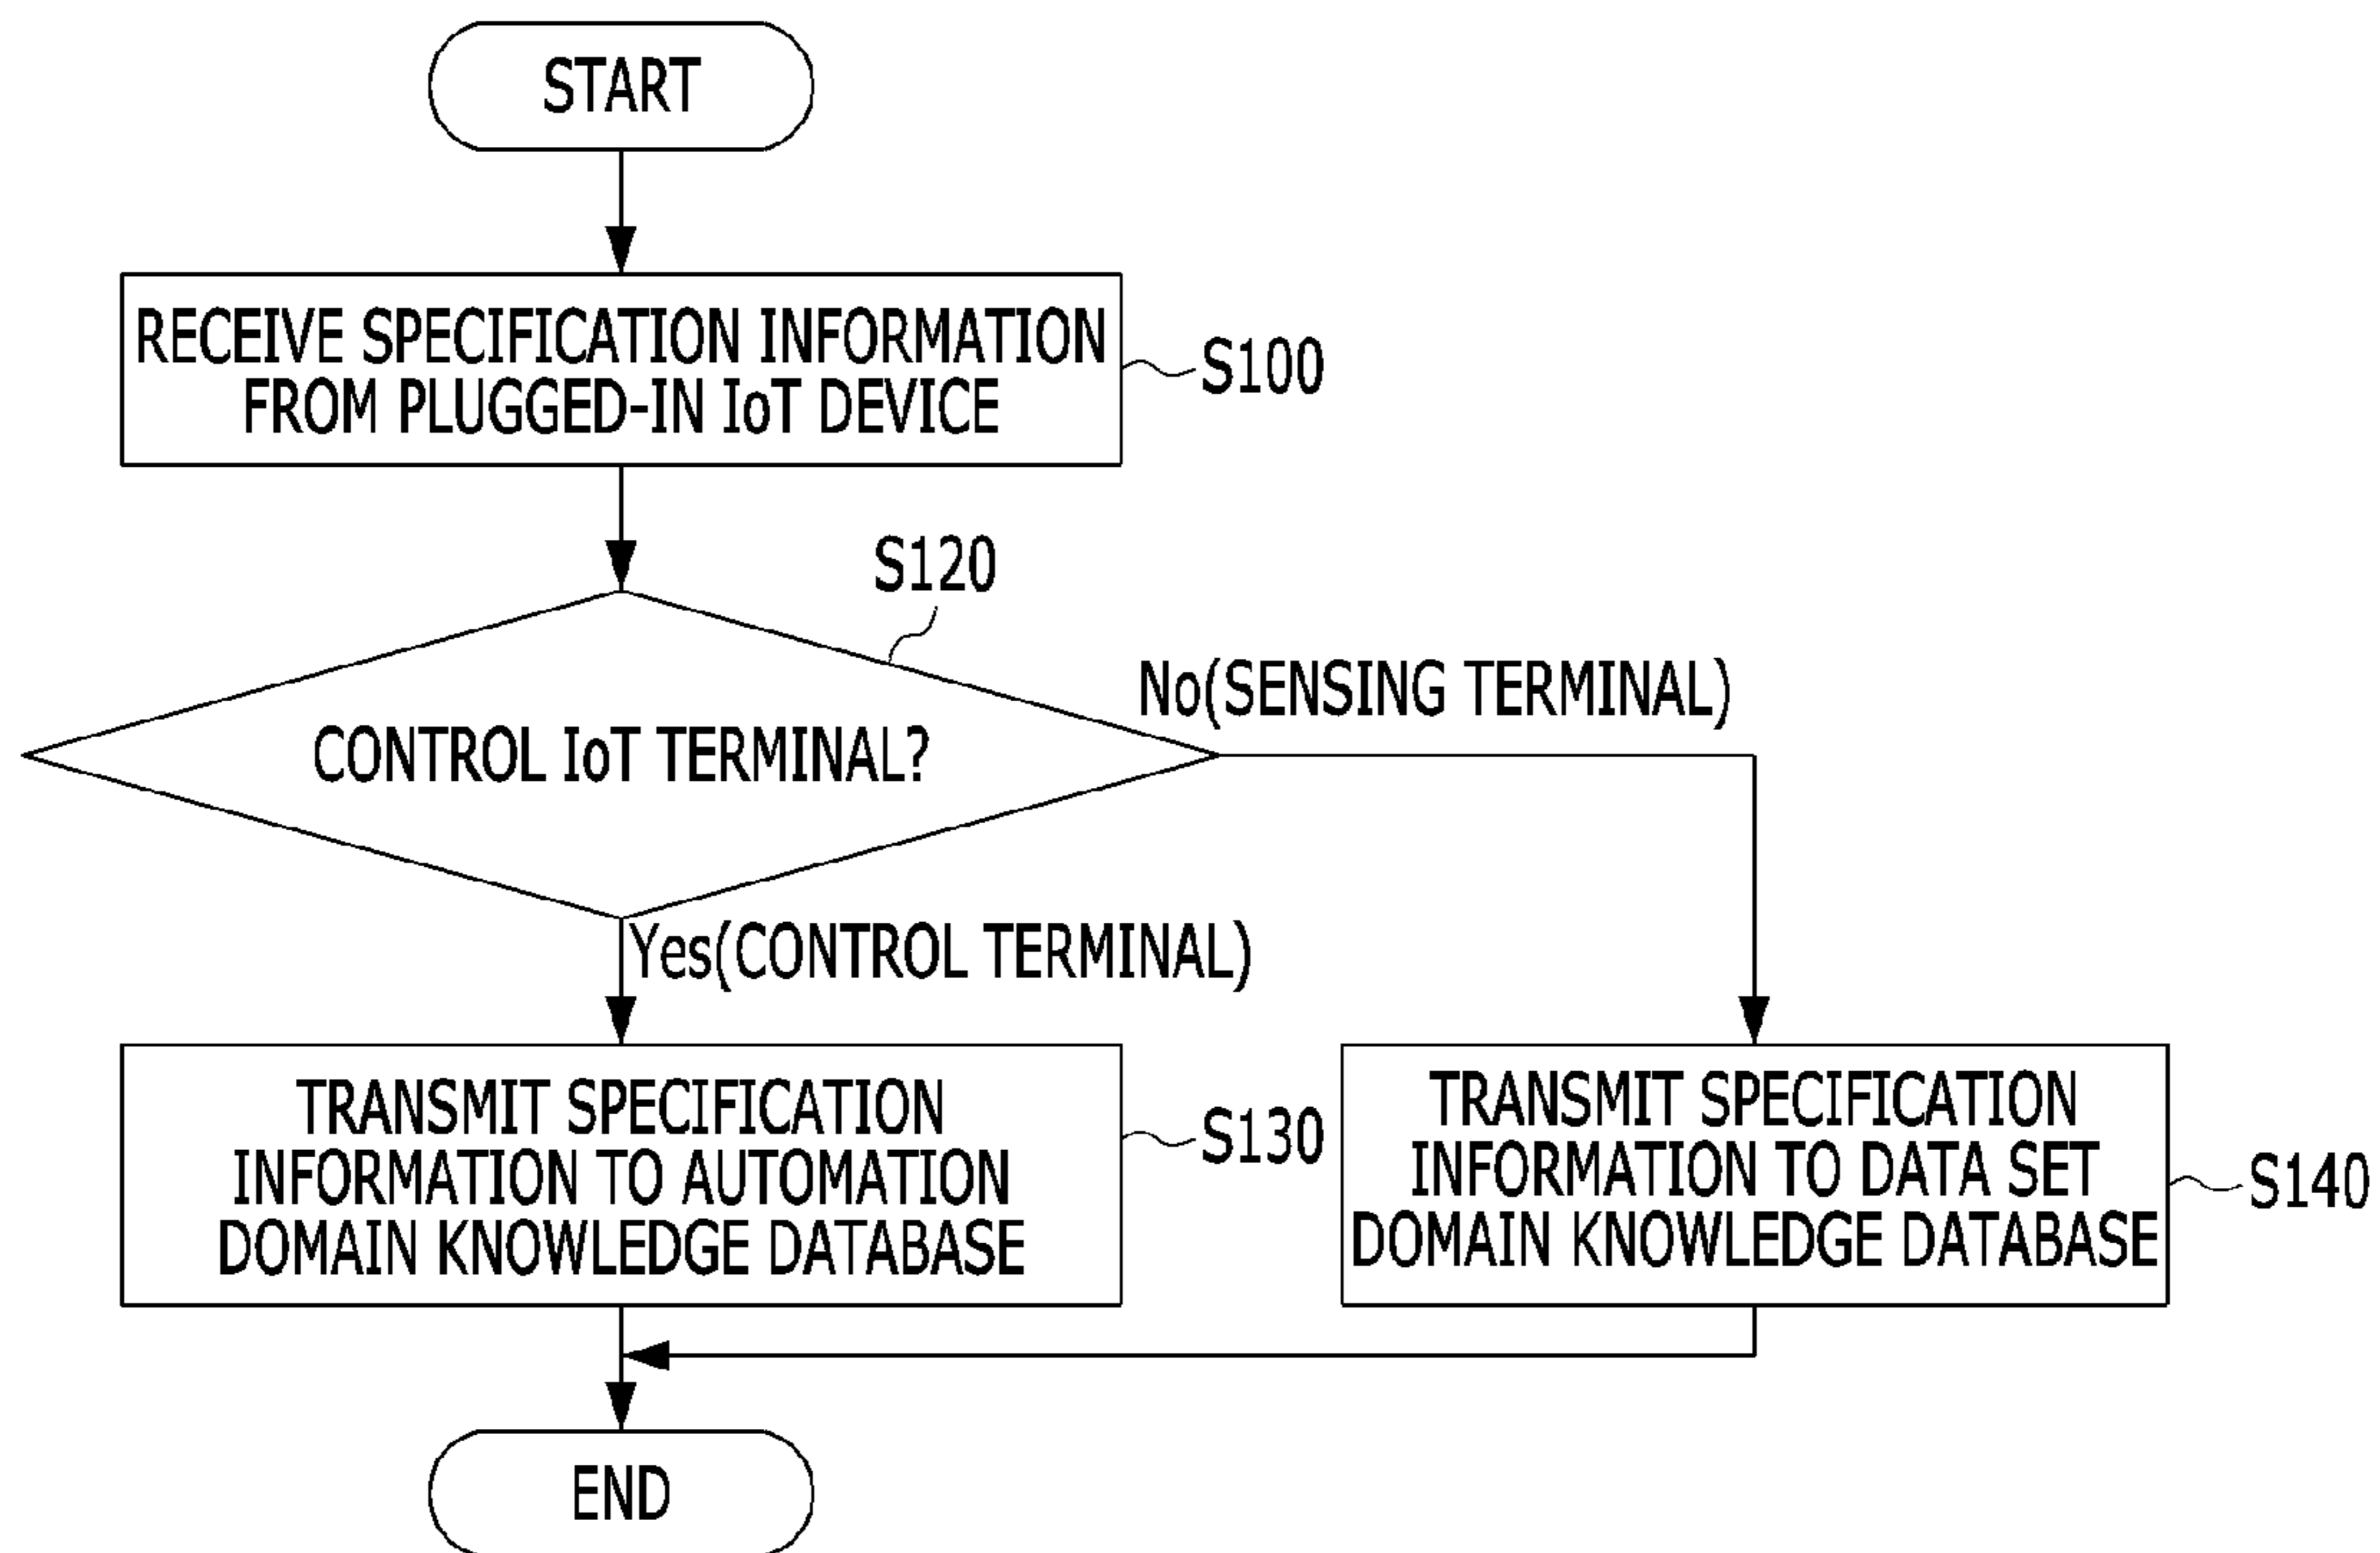 START
RECEIVE SPECIFICATION INFORMATION
FROM PLUGGED-IN IoT DEVICE
S100
S120
CONTROL IoT TERMINAL?
No(SENSING TERMINAL)
Yes(CONTROL TERMINAL)
TRANSMIT SPECIFICATION
INFORMATION TO AUTOMATION
DOMAIN KNOWLEDGE DATABASE
S130
TRANSMIT SPECIFICATION
INFORMATION TO DATA SET
DOMAIN KNOWLEDGE DATABASE
S140
END